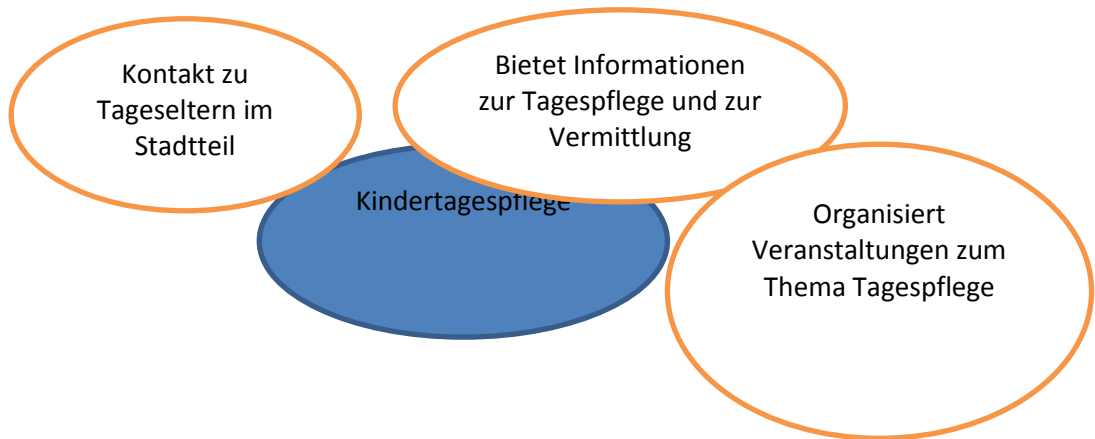 Kontakt zu
Tageseltern im
Stadtteil
Bietet Informationen
zur Tagespflege und zur
Vermittlung
Kindertagespflege
Organisiert
Veranstaltungen zum
Thema Tagespflege